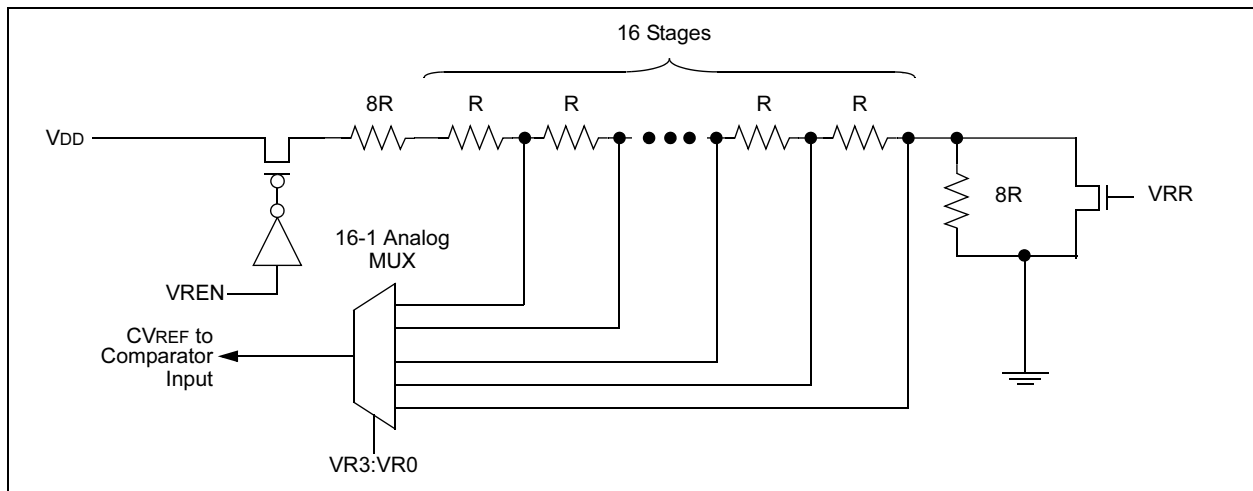 16 Stages
8R
R
R
R
R
VDD
8R
VRR
16-1 Analog
MUX
VREN
CVREF to
Comparator
Input
VR3:VR0